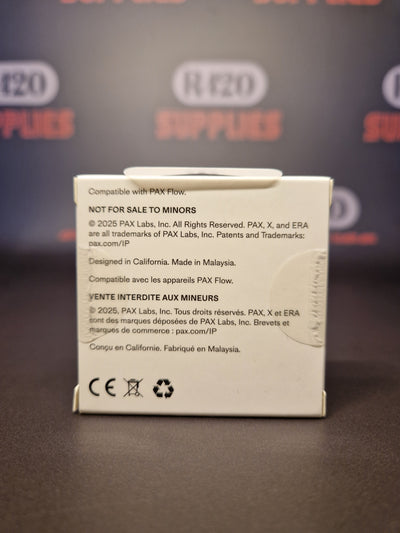 R420
SUPPLIES
R420
SUPPLIES
R420
SUPPLIES
Compatible with PAX Flow.
NOT FOR SALE TO MINORS
© 2025 PAX Labs, Inc. All Rights Reserved. PAX, X, and ERA
are all trademarks of PAX Labs, Inc. Patents and Trademarks:
pax.com/IP
Designed in California. Made in Malaysia.
Compatible avec les appareils PAX Flow.
VENTE INTERDITE AUX MINEURS
© 2025, PAX Labs, Inc. Tous droits réservés. PAX, X et ERA
sont des marques déposées de PAX Labs, Inc. Brevets et
marques de commerce : pax.com/IP
Conçu en Californie. Fabriqué en Malaysia.
CE